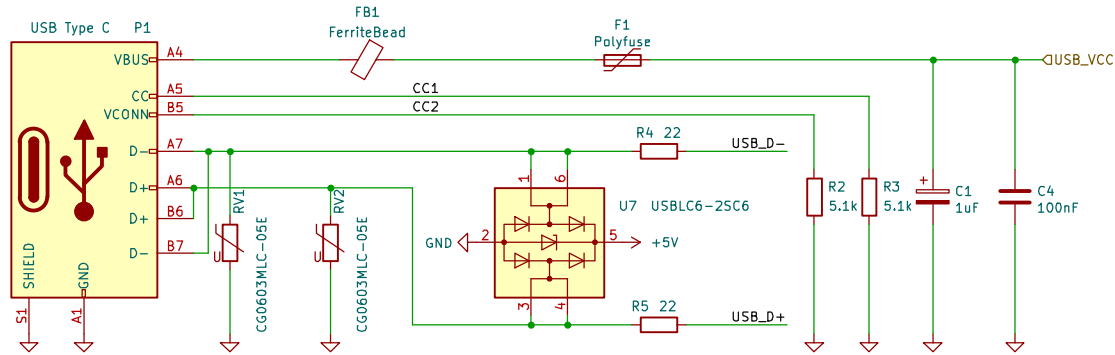 FB1
FerriteBead
F1
Polyfuse
USB Type C P1
VBUS A4
USB_VCC
CC A5
CC1
VCONN B5
CC2
D- A7
R4 22
USB_D-
D+ A6
D+ B6
D- B7
RV1
CG0603MLC-05E
RV2
CG0603MLC-05E
1 6
U7 USBLC6-2SC6
GND 2
5 +5V
3 4
R5 22
USB_D+
R2
5.1k
R3
5.1k
+
C1
1uF
C4
100nF
SHIELD
GND
S1
A1
U
U